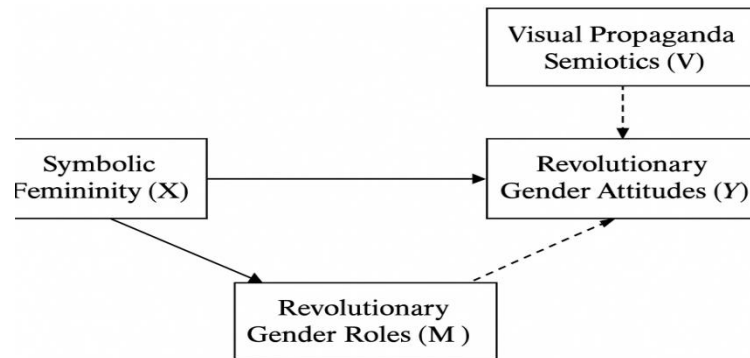 Visual Propaganda
Semiotics (V)
Symbolic
Femininity (X)
Revolutionary
Gender Attitudes (Y)
Revolutionary
Gender Roles (M )